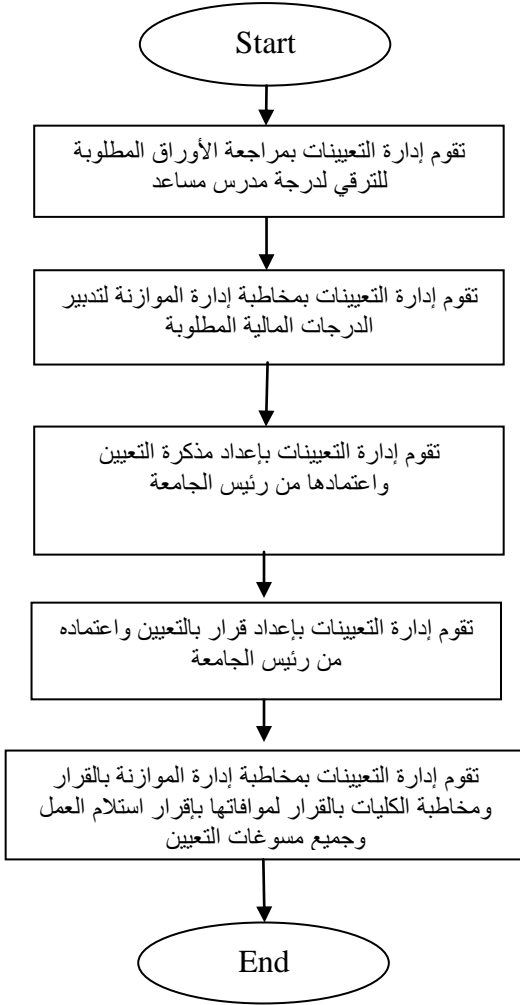 Start
تقوم إدارة التعيينات بمراجعة الأوراق المطلوبة
للترقي لدرجة مدرس مساعد
تقوم إدارة التعيينات بمخاطبة إدارة الموازنة لتدبير
الدرجات المالية المطلوبة
تقوم إدارة التعيينات بإعداد مذكرة التعيين
واعتمادها من رئيس الجامعة
تقوم إدارة التعيينات بإعداد قرار بالتعيين واعتماده
من رئيس الجامعة
تقوم إدارة التعيينات بمخاطبة إدارة الموازنة بالقرار
ومخاطبة الكليات بالقرار لموافاتها بإقرار استلام العمل
وجميع مسوغات التعيين
End